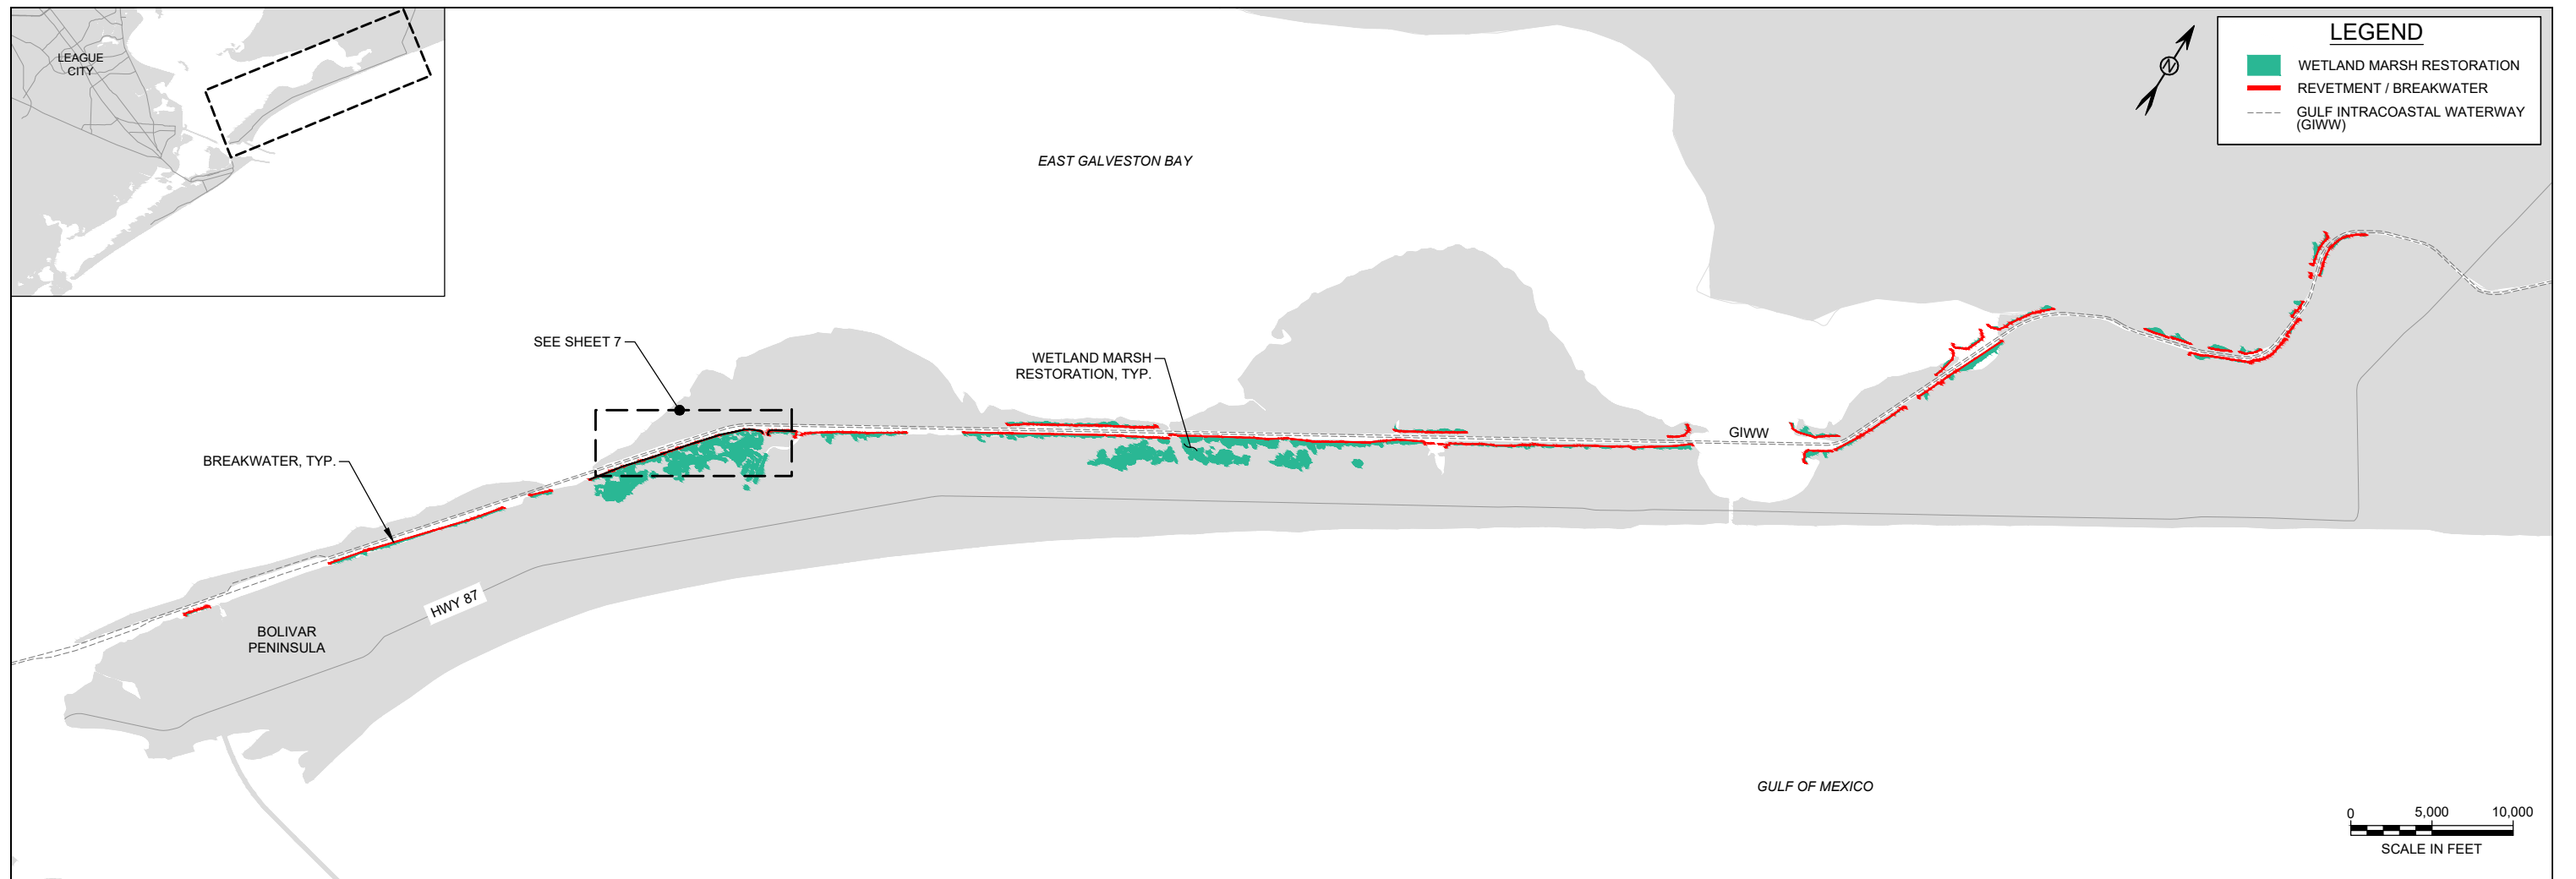 LEAGUE
CITY
LEGEND
WETLAND MARSH RESTORATION
REVETMENT / BREAKWATER
GULF INTRACOASTAL WATERWAY
(GIWW)
N
EAST GALVESTON BAY
SEE SHEET 7
WETLAND MARSH
RESTORATION, TYP.
BREAKWATER, TYP.
GIWW
HWY 87
BOLIVAR
PENINSULA
GULF OF MEXICO
0 5,000 10,000
SCALE IN FEET